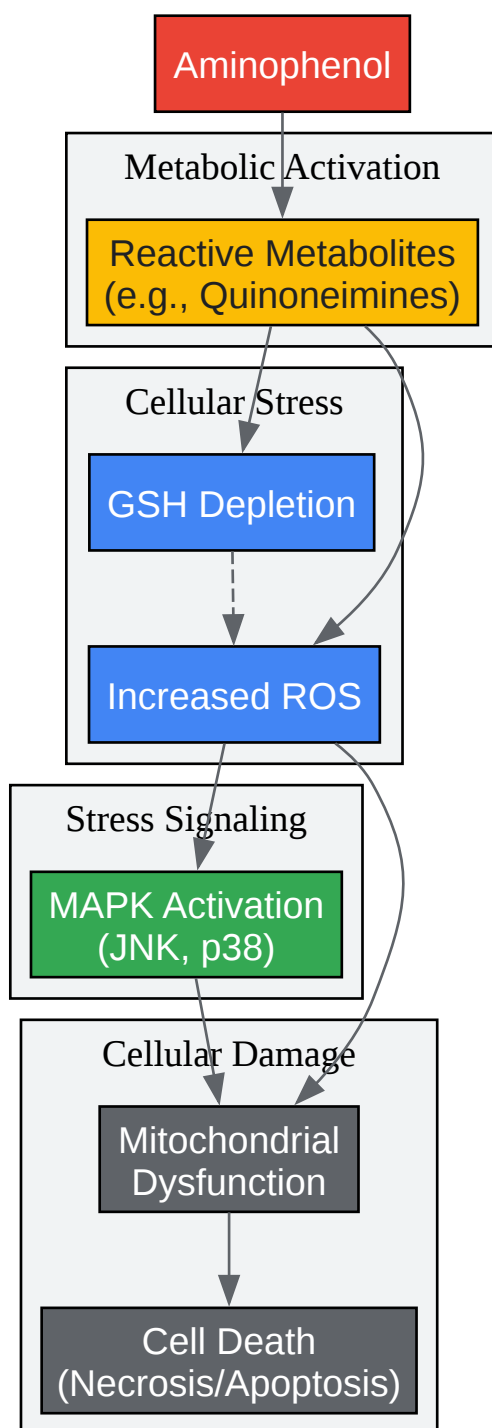 Aminophenol
Metabolic Activation
Reactive Metabolites
(e.g., Quinoneimines)
Cellular Stress
GSH Depletion
Increased ROS
Stress Signaling
MAPK Activation
(JNK, p38)
Cellular Damage
Mitochondrial
Dysfunction
Cell Death
(Necrosis/Apoptosis)